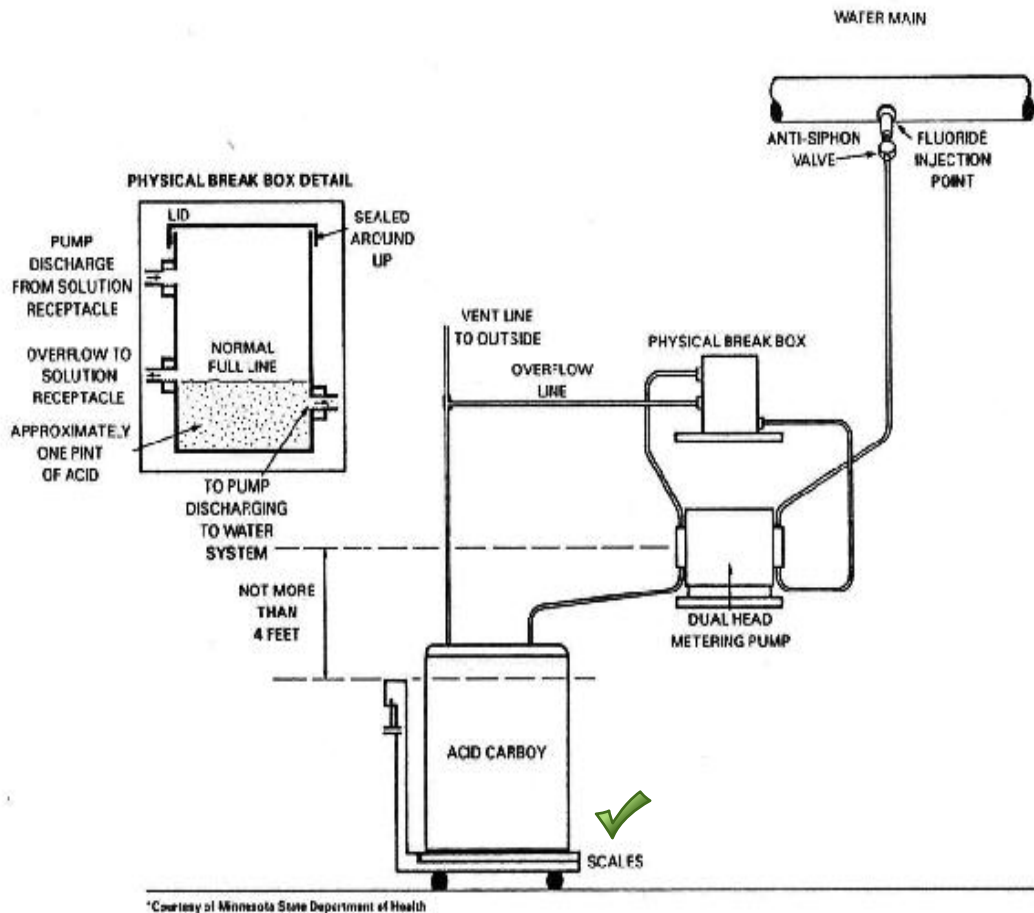 WATER MAIN
ANTI-SIPHON
VALVE
FLUORIDE
INJECTION
POINT
PHYSICAL BREAK BOX DETAIL
LID
SEALED
AROUND
UP
PUMP
DISCHARGE
FROM SOLUTION
RECEPTACLE
OVERFLOW TO
SOLUTION
RECEPTACLE
NORMAL
FULL LINE
APPROXIMATELY
ONE PINT
OF ACID
TO PUMP
DISCHARGING
TO WATER
SYSTEM
VENT LINE
TO OUTSIDE
OVERFLOW
LINE
PHYSICAL BREAK BOX
NOT MORE
THAN
4 FEET
DUAL HEAD
METERING PUMP
ACID CARBOY
SCALES
*Courtesy of Minnesota State Department of Health